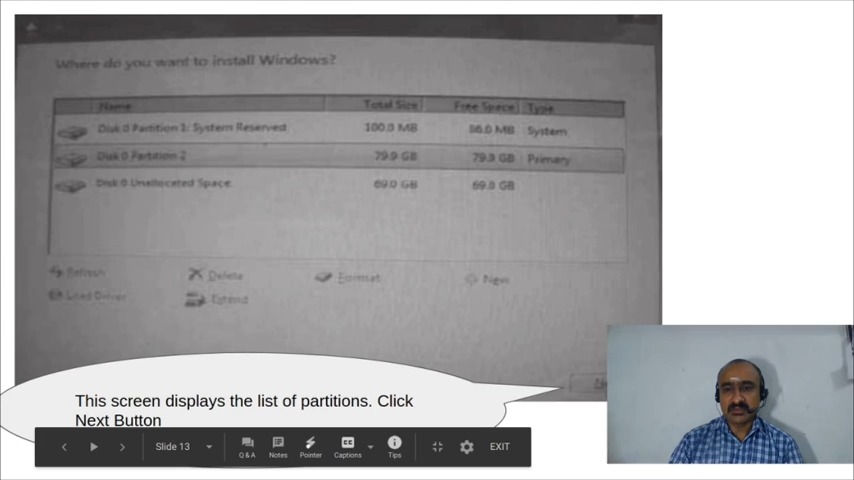 Where do you want to install Windows?
Name Total Size Free Space Type
Disk 0 Partition 1: System Reserved 100.0 MB 86.0 MB System
Disk 0 Partition 2 79.9 GB 79.9 GB Primary
Disk 0 Unallocated Space 69.0 GB 69.0 GB
Refresh Delete Format New
Load Driver Extend
This screen displays the list of partitions. Click
Next Button
Slide 13
Q & A Notes Pointer Captions Tips EXIT